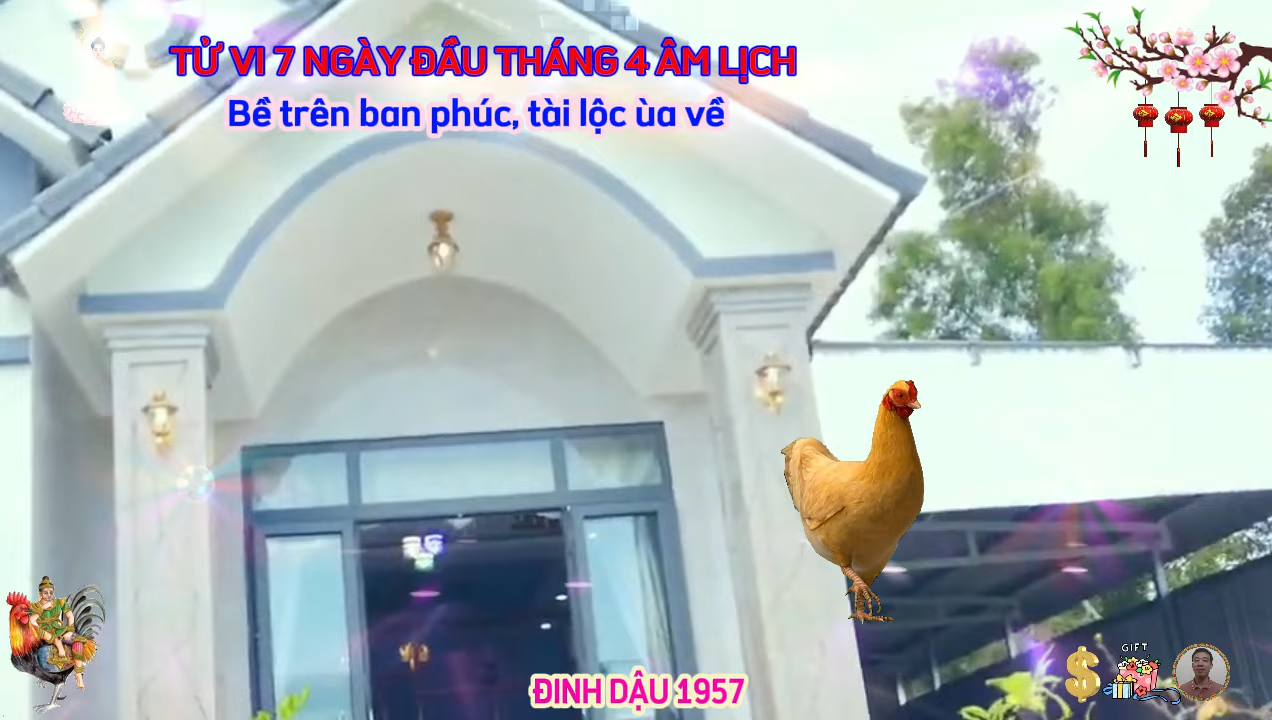 TỬ VI 7 NGÀY ĐẦU THÁNG 4 ÂM LỊCH
Bề trên ban phúc, tài lộc ùa về
GIFT
ĐINH DẬU 1957